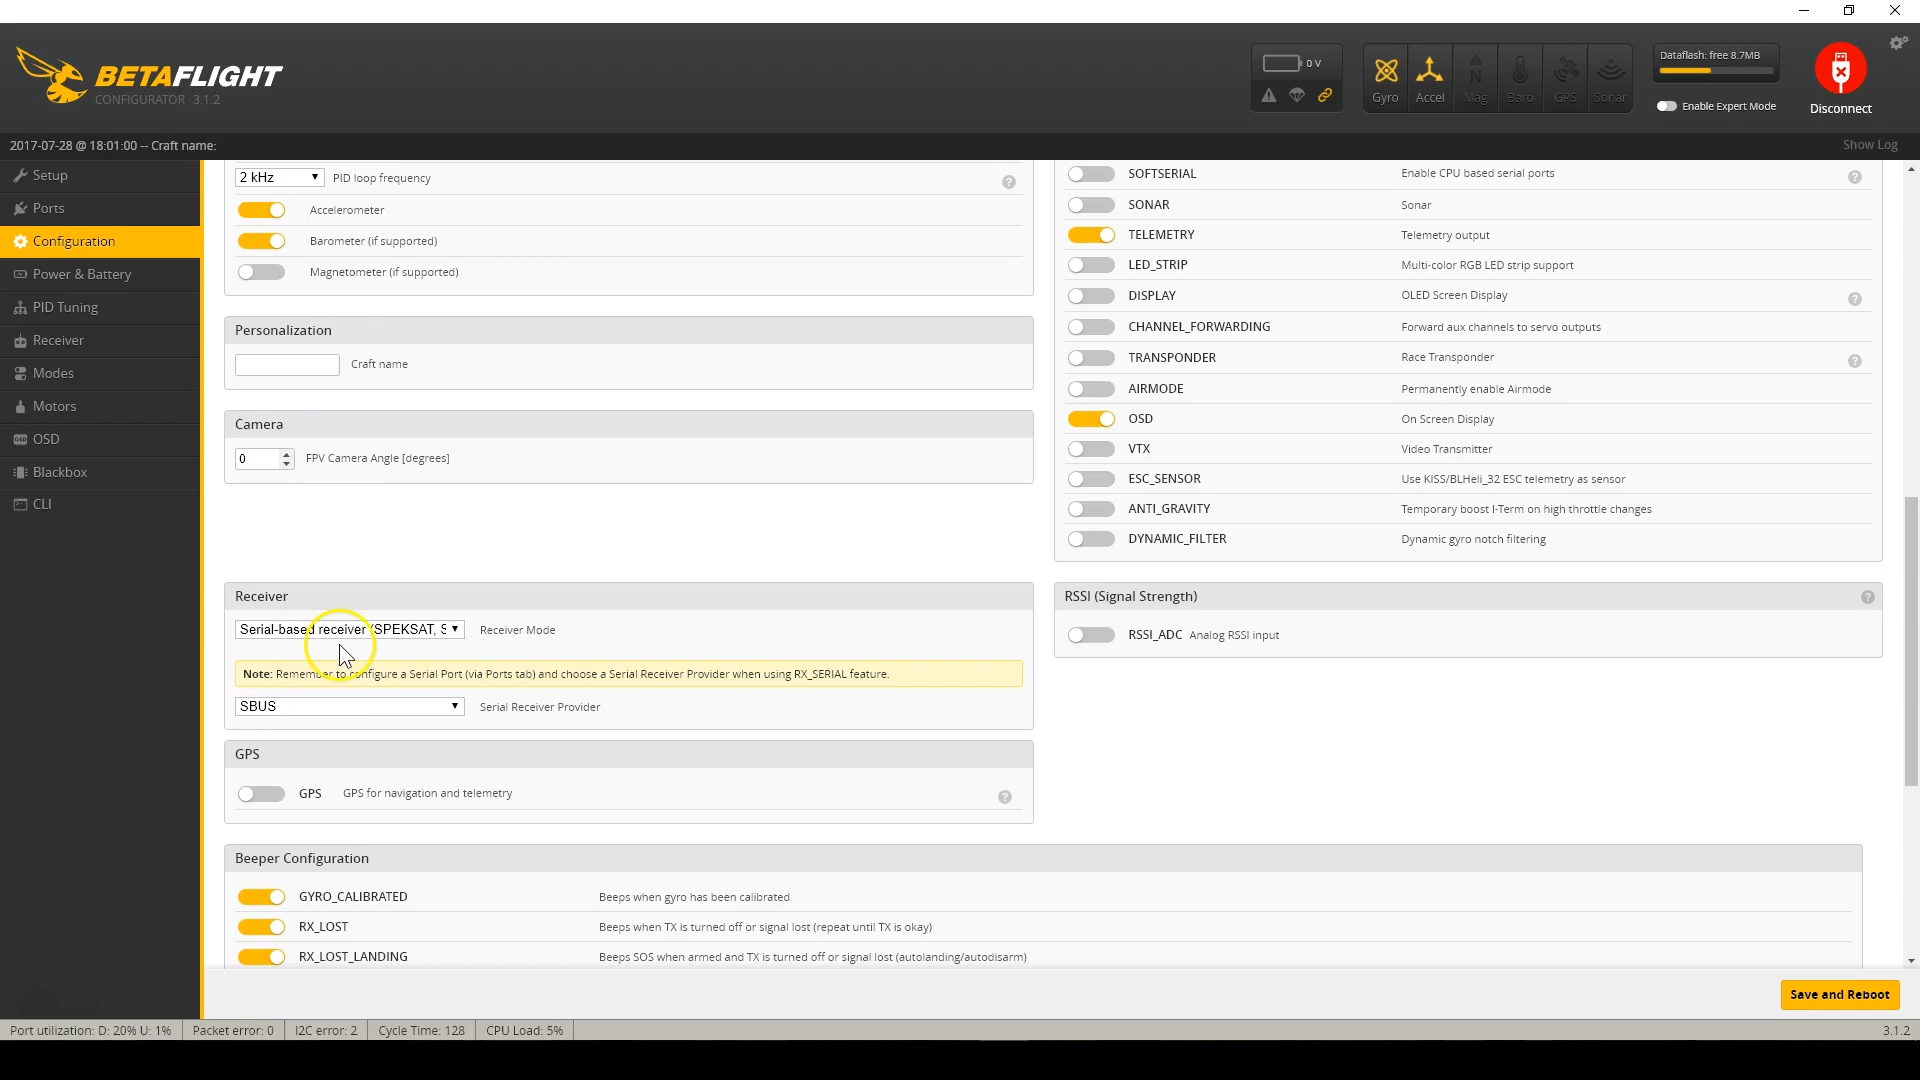 BETAFLIGHT
CONFIGURATOR 3.1.2
0 V
Gyro
Accel
Mag
Baro
GPS
Sonar
Dataflash: free 8.7MB
Enable Expert Mode
Disconnect
2017-07-28 @ 18:01:00 -- Craft name:
Show Log
Setup
Ports
Configuration
Power & Battery
PID Tuning
Receiver
Modes
Motors
OSD
Blackbox
CLI
2 kHz PID loop frequency
Accelerometer
Barometer (if supported)
Magnetometer (if supported)
Personalization
Craft name
Camera
0 FPV Camera Angle [degrees]
SOFTSERIAL Enable CPU based serial ports
SONAR Sonar
TELEMETRY Telemetry output
LED_STRIP Multi-color RGB LED strip support
DISPLAY OLED Screen Display
CHANNEL_FORWARDING Forward aux channels to servo outputs
TRANSPONDER Race Transponder
AIRMODE Permanently enable Airmode
OSD On Screen Display
VTX Video Transmitter
ESC_SENSOR Use KISS/BLHeli_32 ESC telemetry as sensor
ANTI_GRAVITY Temporary boost I-Term on high throttle changes
DYNAMIC_FILTER Dynamic gyro notch filtering
Receiver
Serial-based receiver (SPEKSAT, S Receiver Mode
Note: Remember to configure a Serial Port (via Ports tab) and choose a Serial Receiver Provider when using RX_SERIAL feature.
SBUS Serial Receiver Provider
RSSI (Signal Strength)
RSSI_ADC Analog RSSI input
GPS
GPS GPS for navigation and telemetry
Beeper Configuration
GYRO_CALIBRATED Beeps when gyro has been calibrated
RX_LOST Beeps when TX is turned off or signal lost (repeat until TX is okay)
RX_LOST_LANDING Beeps SOS when armed and TX is turned off or signal lost (autolanding/autodisarm)
Save and Reboot
Port utilization: D: 20% U: 1% Packet error: 0 I2C error: 2 Cycle Time: 128 CPU Load: 5% 3.1.2